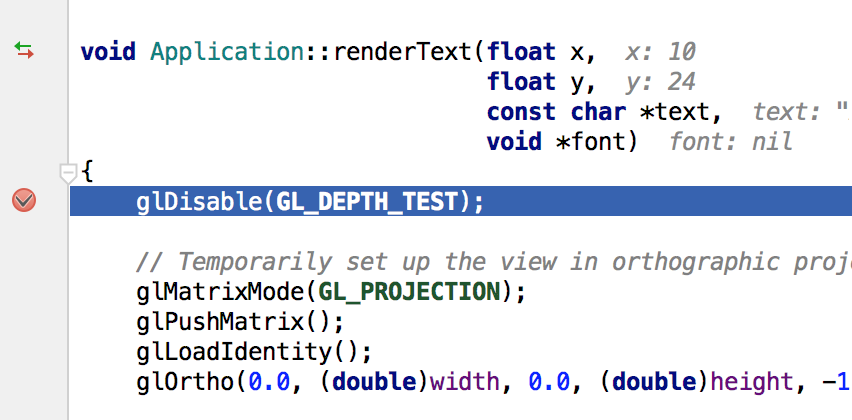 void Application::renderText(float x,  x: 10
float y,  y: 24
const char *text,  text: "
void *font)  font: nil
{
glDisable(GL_DEPTH_TEST);
// Temporarily set up the view in orthographic
glMatrixMode(GL_PROJECTION);
glPushMatrix();
glLoadIdentity();
glOrtho(0.0, (double)width, 0.0, (double)height, -1